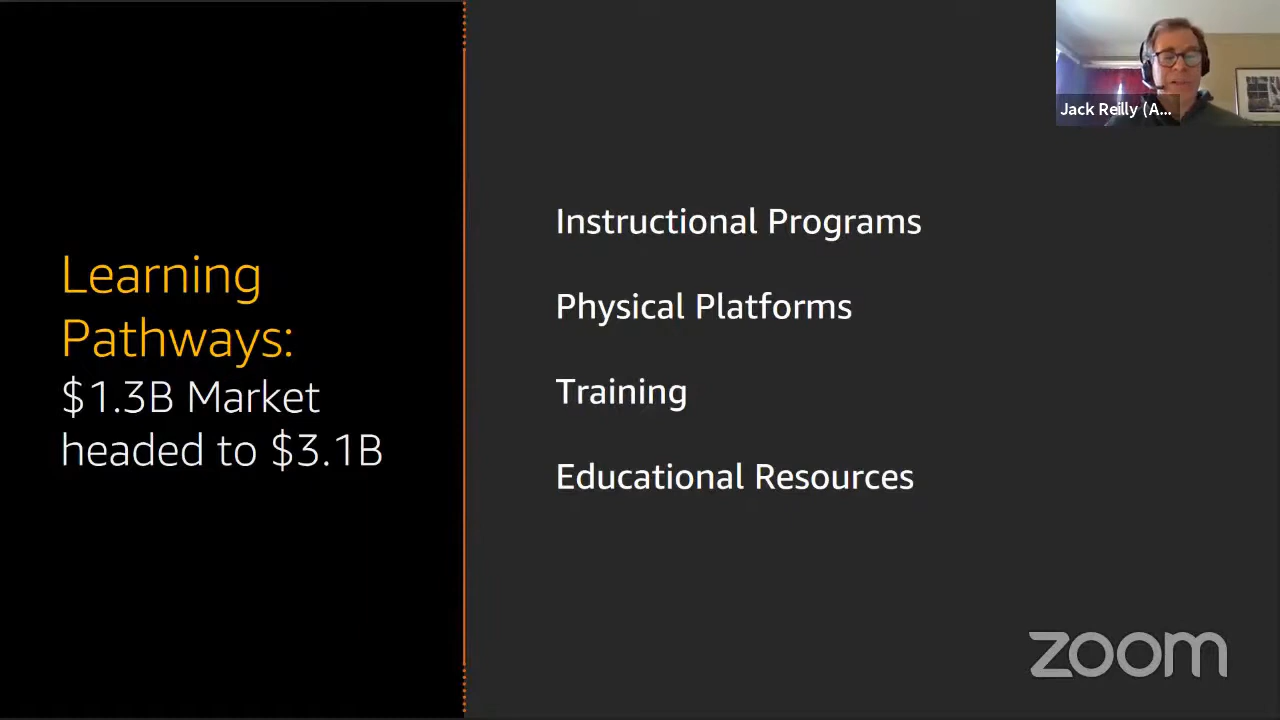 Jack Reilly (A...
Instructional Programs
Physical Platforms
Learning
Pathways:
$1.3B Market
headed to $3.1B
Training
Educational Resources
zoom